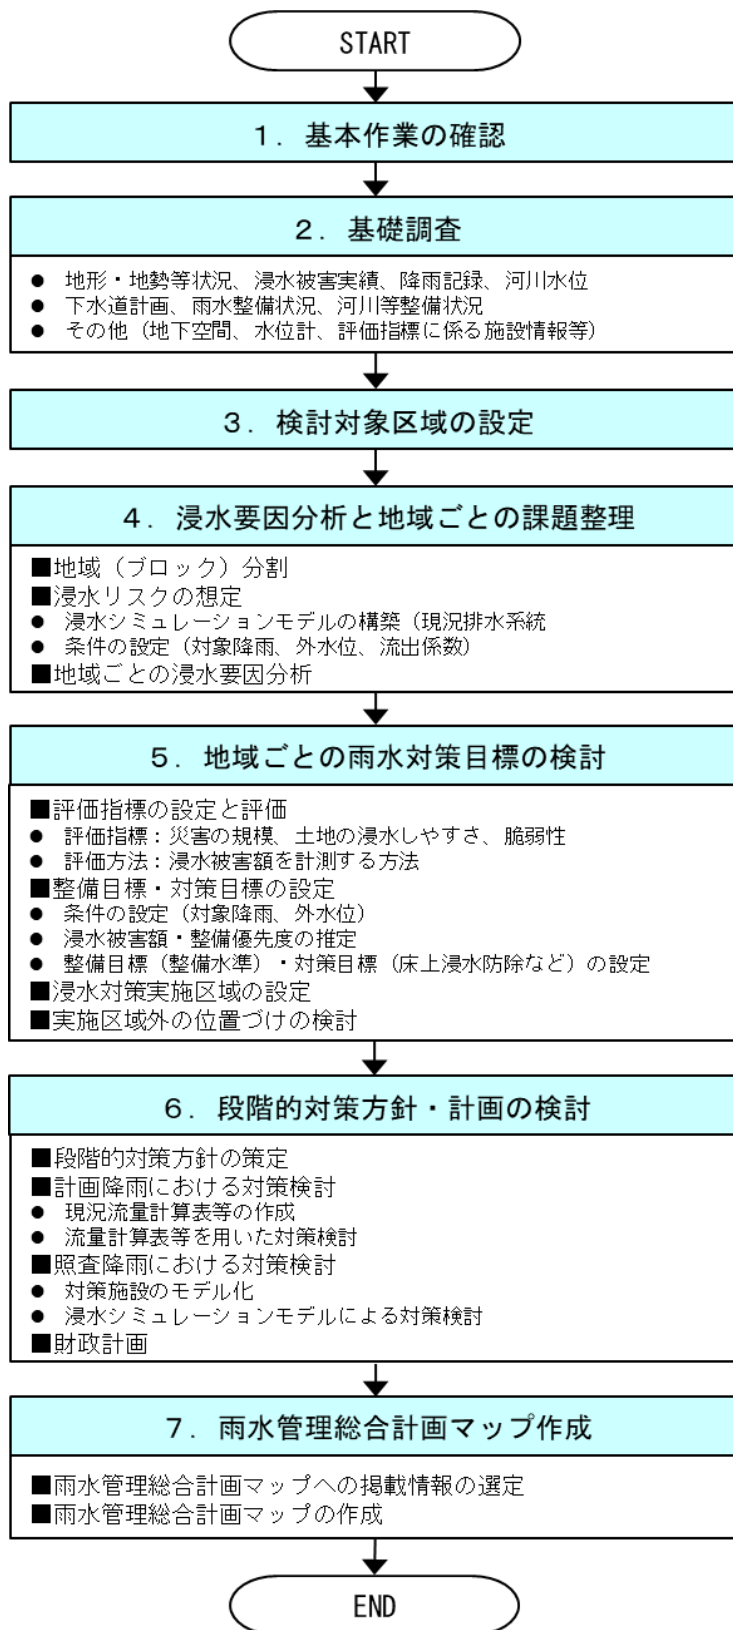 START
1. 基本作業の確認
2. 基礎調査
● 地形・地勢等状況、浸水被害実績、降雨記録、河川水位
● 下水道計画、雨水整備状況、河川等整備状況
● その他（地下空間、水位計、評価指標に係る施設情報等）
3. 検討対象区域の設定
4. 浸水要因分析と地域ごとの課題整理
■地域（ブロック）分割
■浸水リスクの想定
● 浸水シミュレーションモデルの構築（現況排水系統
● 条件の設定（対象降雨、外水位、流出係数）
■地域ごとの浸水要因分析
5. 地域ごとの雨水対策目標の検討
■評価指標の設定と評価
● 評価指標：災害の規模、土地の浸水しやすさ、脆弱性
● 評価方法：浸水被害額を計測する方法
■整備目標・対策目標の設定
● 条件の設定（対象降雨、外水位）
● 浸水被害額・整備優先度の推定
● 整備目標（整備水準）・対策目標（床上浸水防除など）の設定
■浸水対策実施区域の設定
■実施区域外の位置づけの検討
6. 段階的対策方針・計画の検討
■段階的対策方針の策定
■計画降雨における対策検討
● 現況流量計算表等の作成
● 流量計算表等を用いた対策検討
■照査降雨における対策検討
● 対策施設のモデル化
● 浸水シミュレーションモデルによる対策検討
■財政計画
7. 雨水管理総合計画マップ作成
■雨水管理総合計画マップへの掲載情報の選定
■雨水管理総合計画マップの作成
END